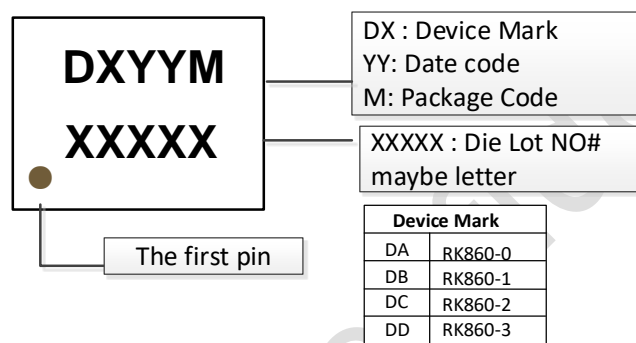 DXYYM
XXXXX
DX : Device Mark
YY: Date code
M: Package Code
XXXXX : Die Lot NO#
maybe letter
The first pin
Device Mark
DA RK860-0
DB RK860-1
DC RK860-2
DD RK860-3